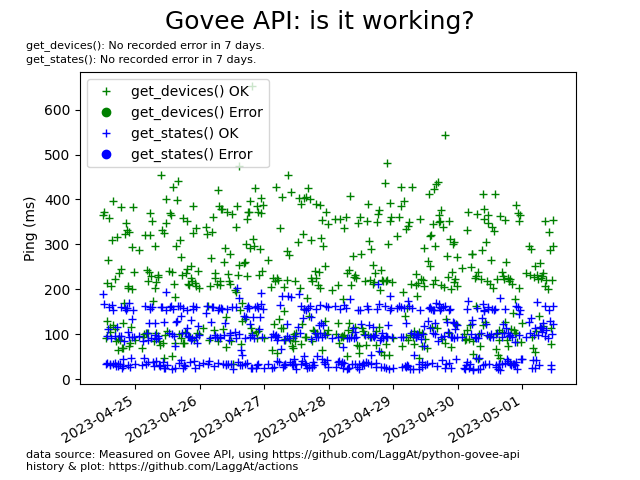 Govee API: is it working?
get_devices(): No recorded error in 7 days.
get_states(): No recorded error in 7 days.
get_devices() OK
get_devices() Error
get_states() OK
get_states() Error
Ping (ms)
600
500
400
300
200
100
0
2023-04-25
2023-04-26
2023-04-27
2023-04-28
2023-04-29
2023-04-30
2023-05-01
data source: Measured on Govee API, using https://github.com/LaggAt/python-govee-api
history & plot: https://github.com/LaggAt/actions